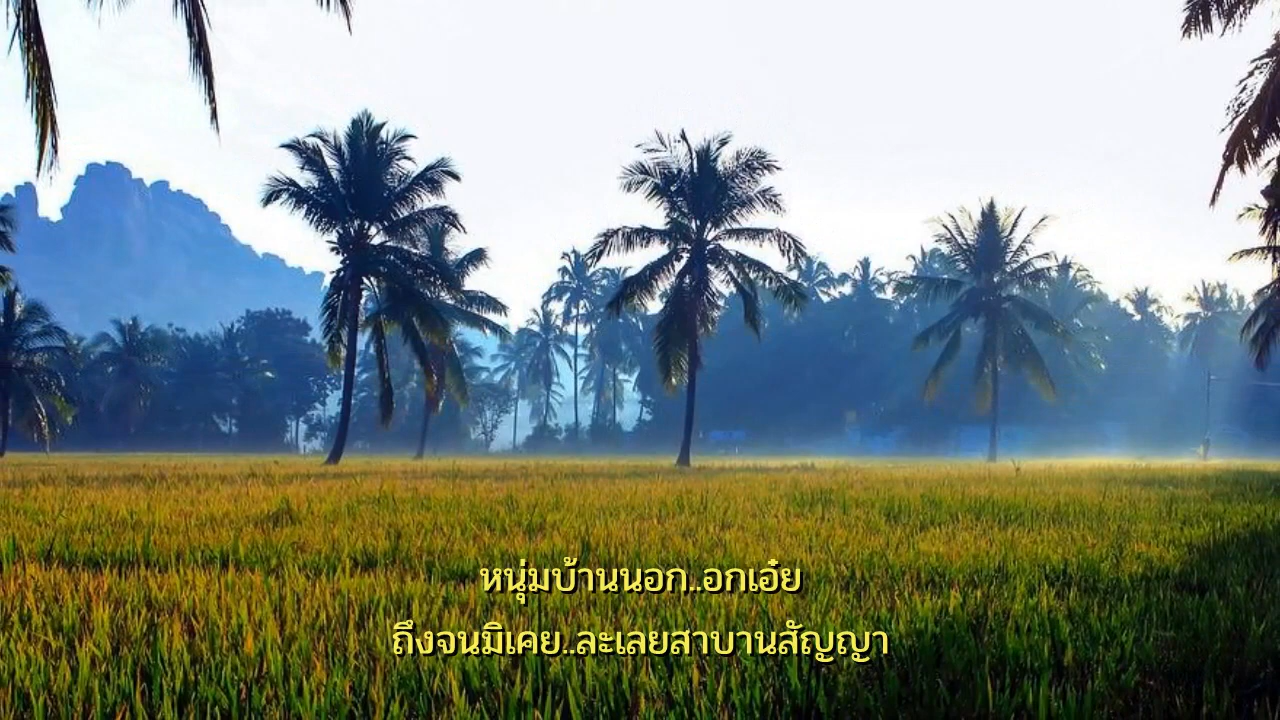 หนุ่มบ้านนอก..อกเอ๋ย
ถึงจนมิเคย..ละเลยสาบานสัญญา